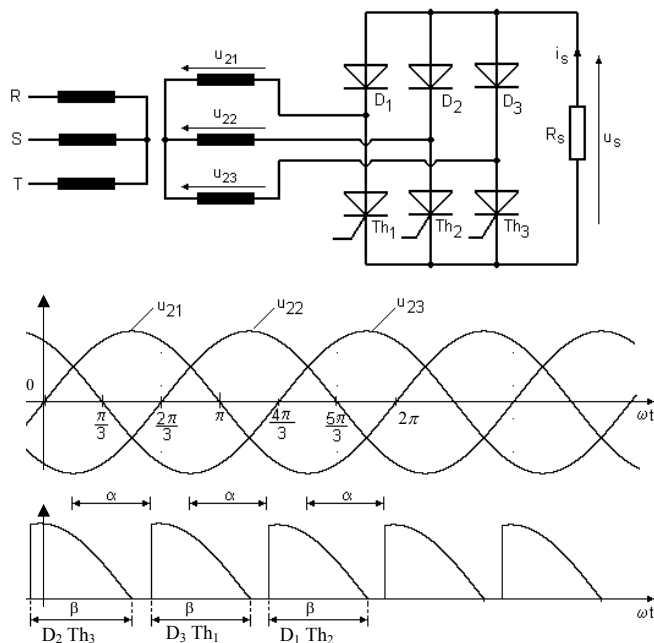 u21
u22
u23
R
S
T
D1
D2
D3
Th1
Th2
Th3
is
Rs
us
u21
u22
u23
0
π/3
2π/3
π
4π/3
5π/3
2π
ωt
α
α
α
ωt
β
β
β
D2 Th3
D3 Th1
D1 Th2